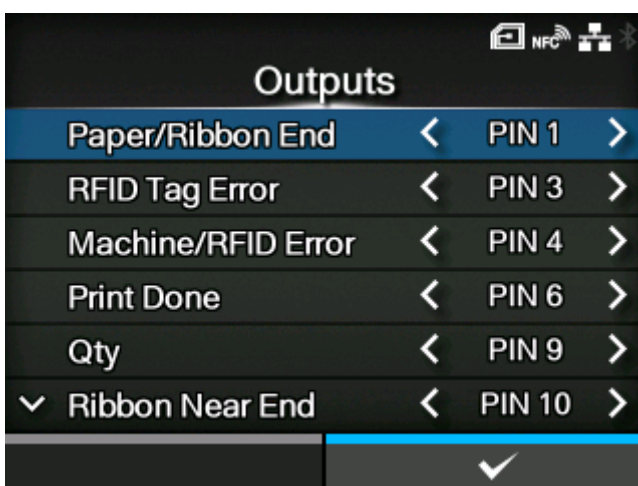 NFC
Outputs
Paper/Ribbon End PIN 1
RFID Tag Error PIN 3
Machine/RFID Error PIN 4
Print Done PIN 6
Qty PIN 9
Ribbon Near End PIN 10